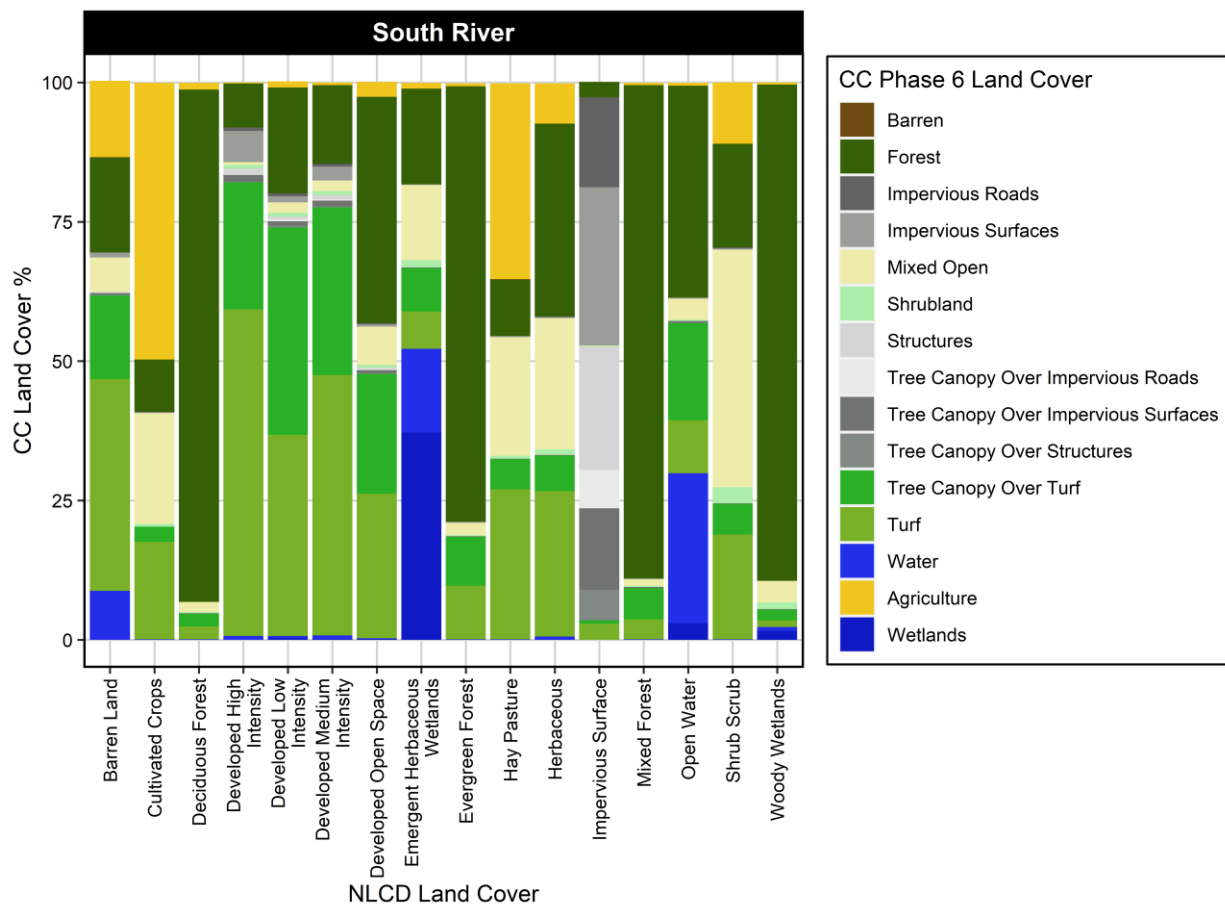 South River
100
75
50
25
0
CC Land Cover %
Barren Land
Cultivated Crops
Deciduous Forest
Developed High
Intensity
Developed Low
Intensity
Developed Medium
Intensity
Developed Open Space
Emergent Herbaceous
Wetlands
Evergreen Forest
Hay Pasture
Herbaceous
Impervious Surface
Mixed Forest
Open Water
Shrub Scrub
Woody Wetlands
NLCD Land Cover
CC Phase 6 Land Cover
Barren
Forest
Impervious Roads
Impervious Surfaces
Mixed Open
Shrubland
Structures
Tree Canopy Over Impervious Roads
Tree Canopy Over Impervious Surfaces
Tree Canopy Over Structures
Tree Canopy Over Turf
Turf
Water
Agriculture
Wetlands